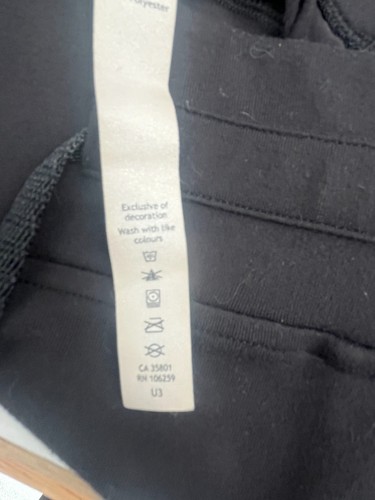 Exclusive of
decoration
Wash with like
colours
CA 35801
RN 106259
U3